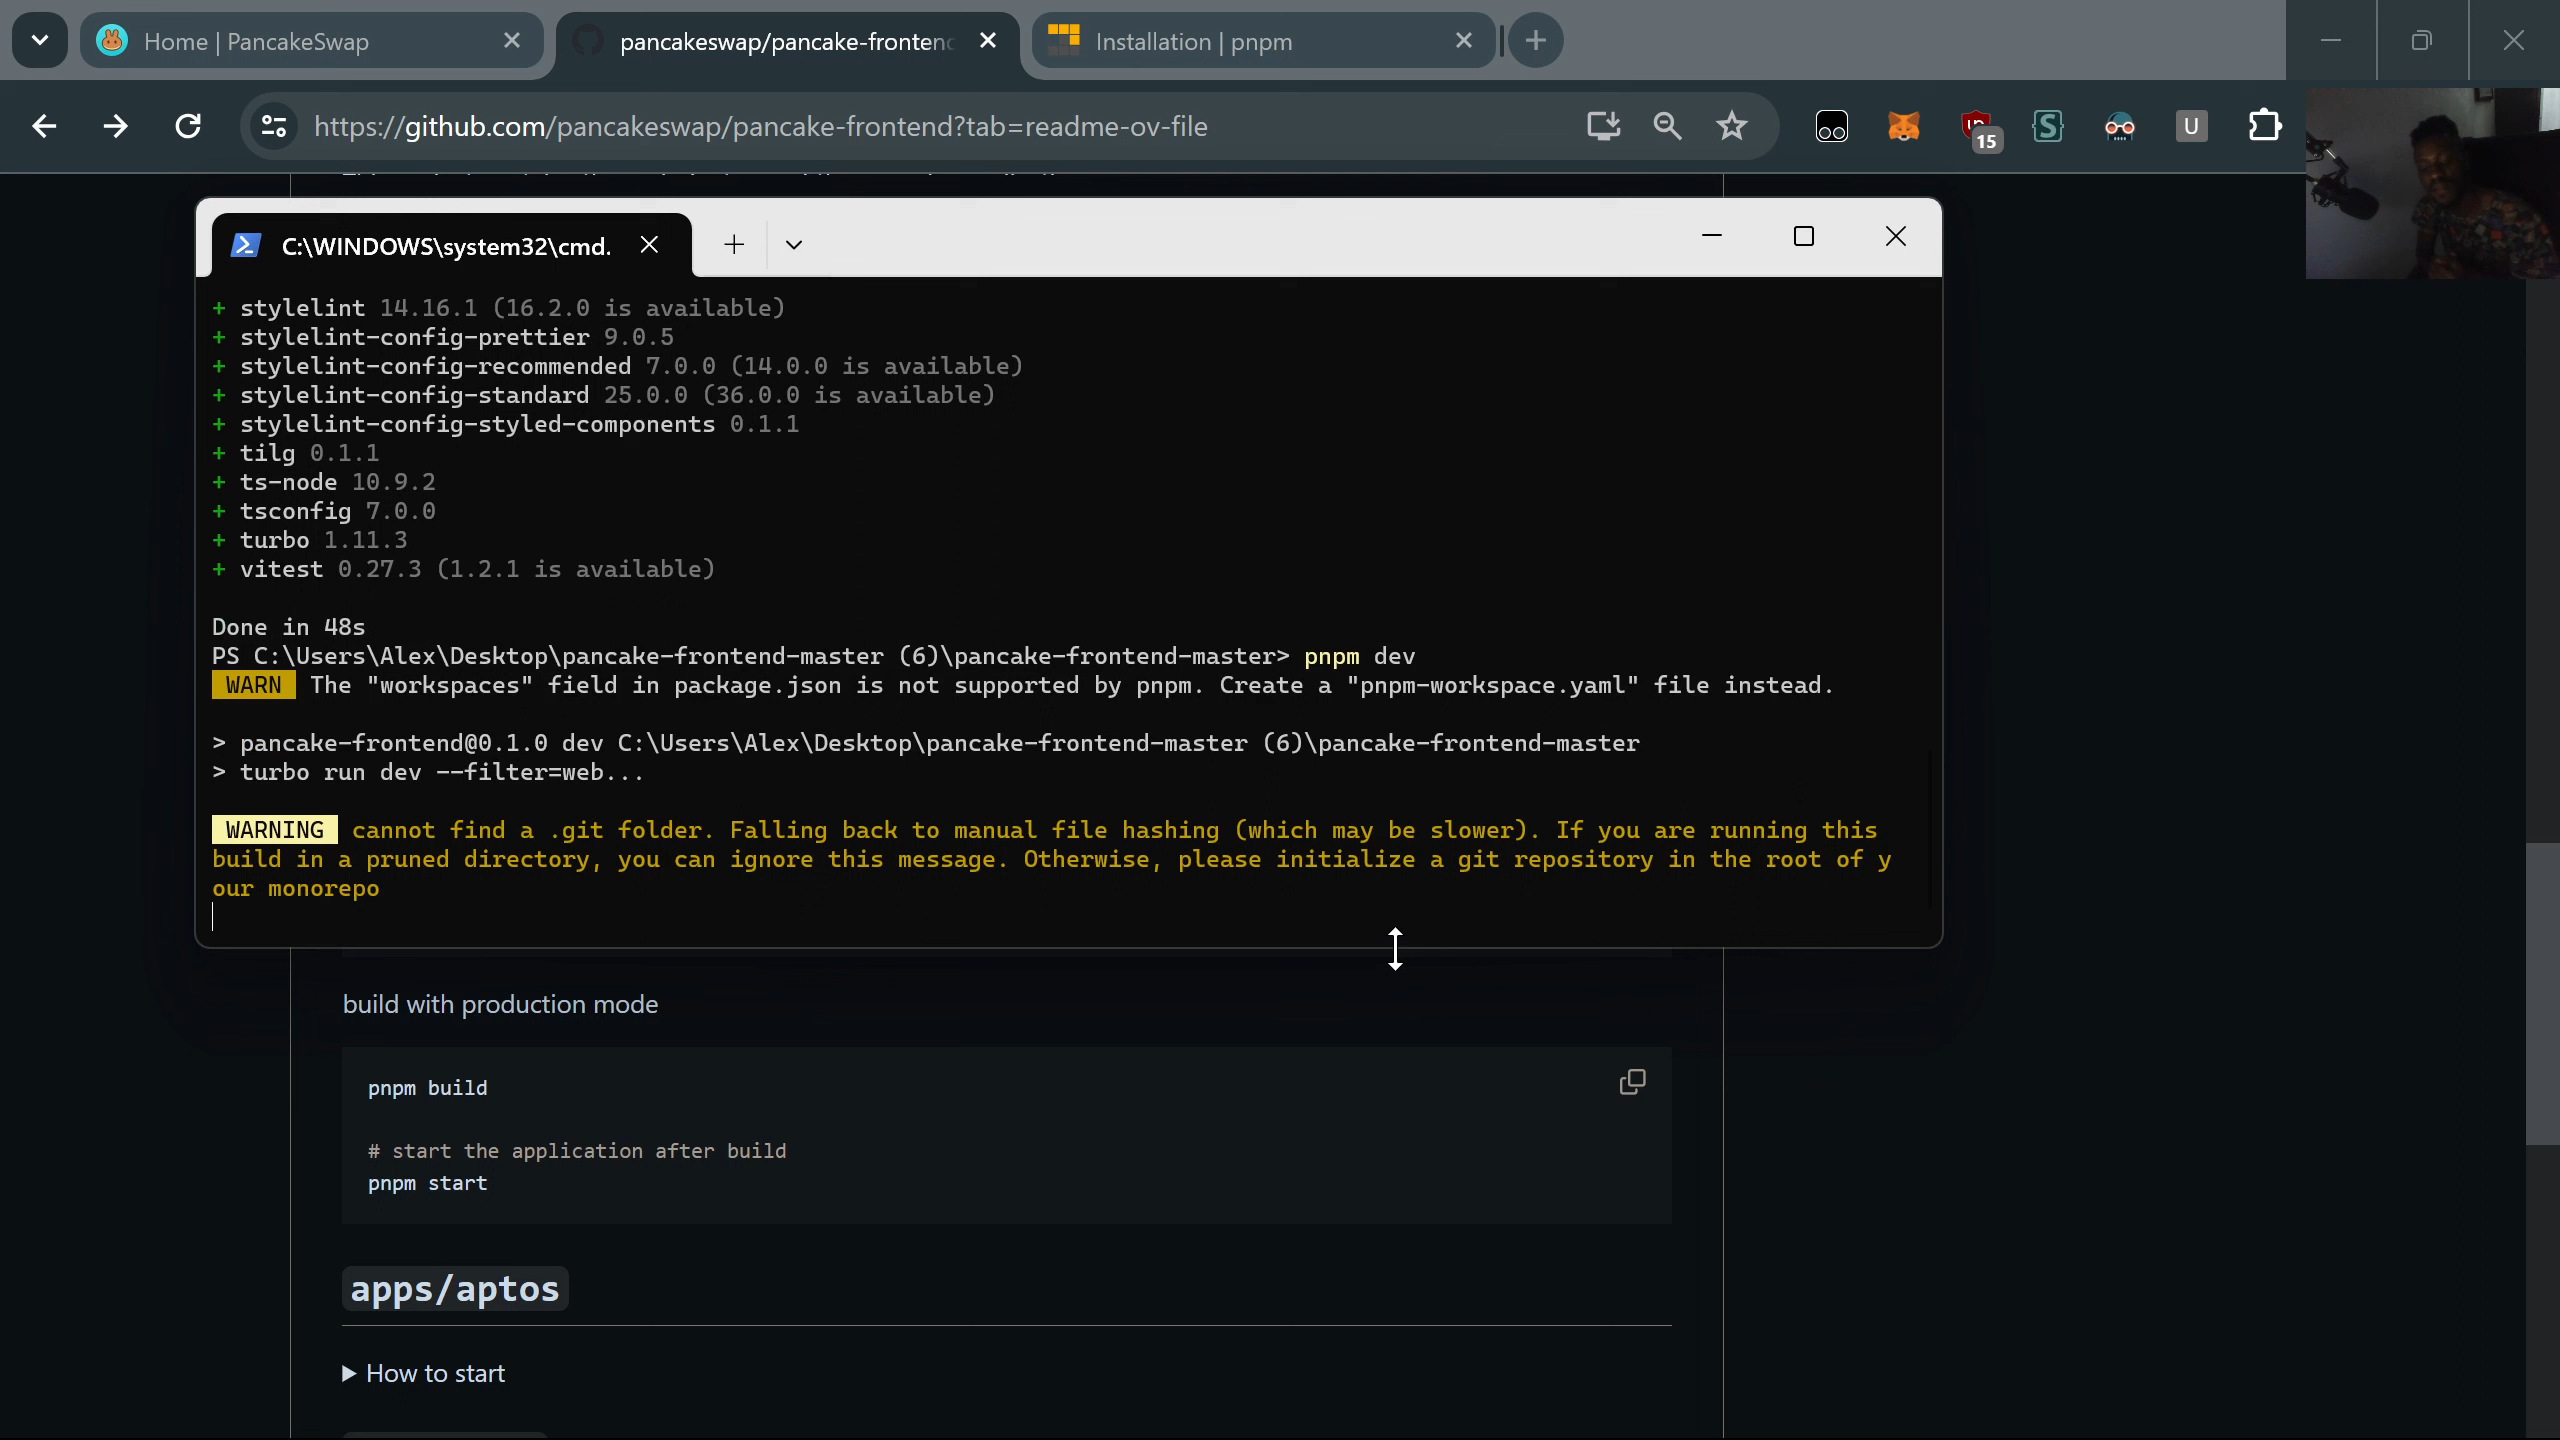 Home | PancakeSwap
pancakeswap/pancake-frontend
Installation | pnpm
https://github.com/pancakeswap/pancake-frontend?tab=readme-ov-file
15
U
C:\WINDOWS\system32\cmd.
+ stylelint 14.16.1 (16.2.0 is available)
+ stylelint-config-prettier 9.0.5
+ stylelint-config-recommended 7.0.0 (14.0.0 is available)
+ stylelint-config-standard 25.0.0 (36.0.0 is available)
+ stylelint-config-styled-components 0.1.1
+ tilg 0.1.1
+ ts-node 10.9.2
+ tsconfig 7.0.0
+ turbo 1.11.3
+ vitest 0.27.3 (1.2.1 is available)
Done in 48s
PS C:\Users\Alex\Desktop\pancake-frontend-master (6)\pancake-frontend-master> pnpm dev
WARN The "workspaces" field in package.json is not supported by pnpm. Create a "pnpm-workspace.yaml" file instead.
> pancake-frontend@0.1.0 dev C:\Users\Alex\Desktop\pancake-frontend-master (6)\pancake-frontend-master
> turbo run dev --filter=web...
WARNING cannot find a .git folder. Falling back to manual file hashing (which may be slower). If you are running this
build in a pruned directory, you can ignore this message. Otherwise, please initialize a git repository in the root of y
our monorepo
build with production mode
pnpm build
# start the application after build
pnpm start
apps/aptos
How to start